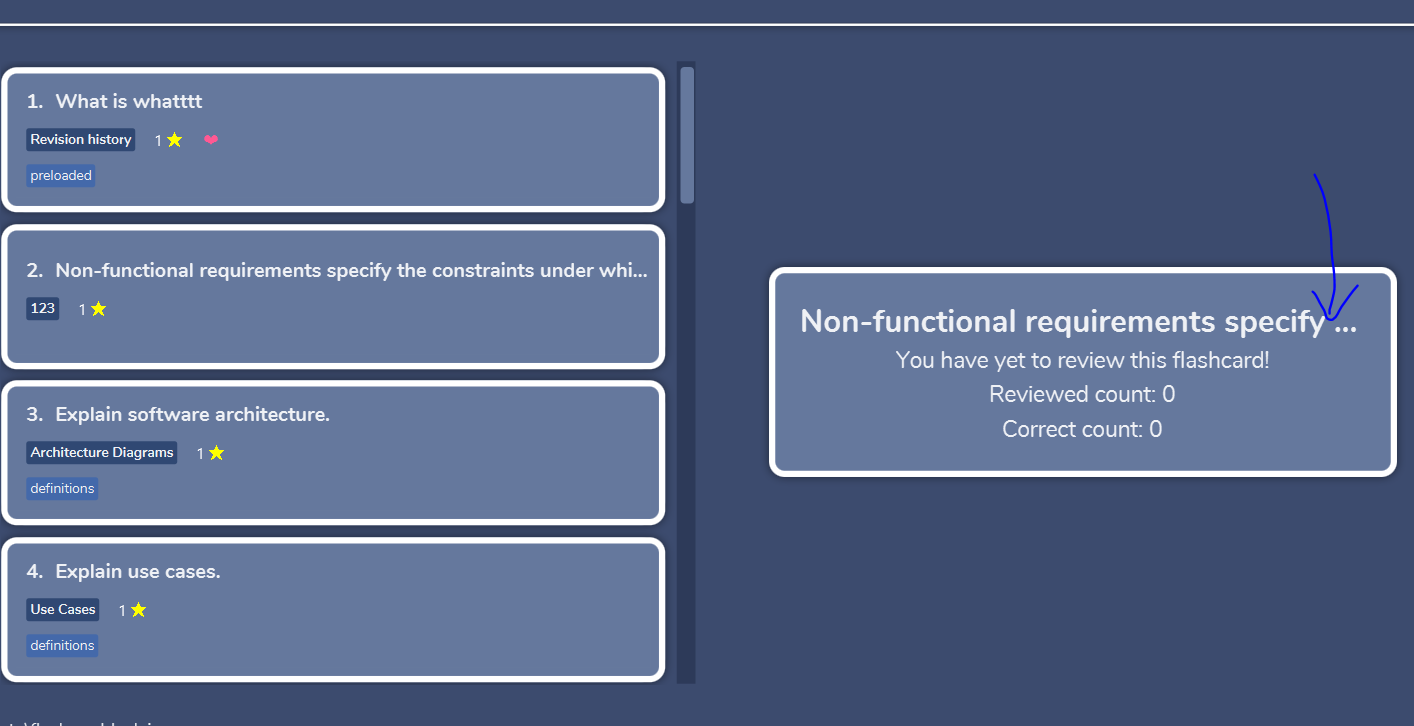 1. What is whatttt
Revision history 1
preloaded
2. Non-functional requirements specify the constraints under whi...
123 1
3. Explain software architecture.
Architecture Diagrams 1
definitions
4. Explain use cases.
Use Cases 1
definitions
Non-functional requirements specify ...
You have yet to review this flashcard!
Reviewed count: 0
Correct count: 0